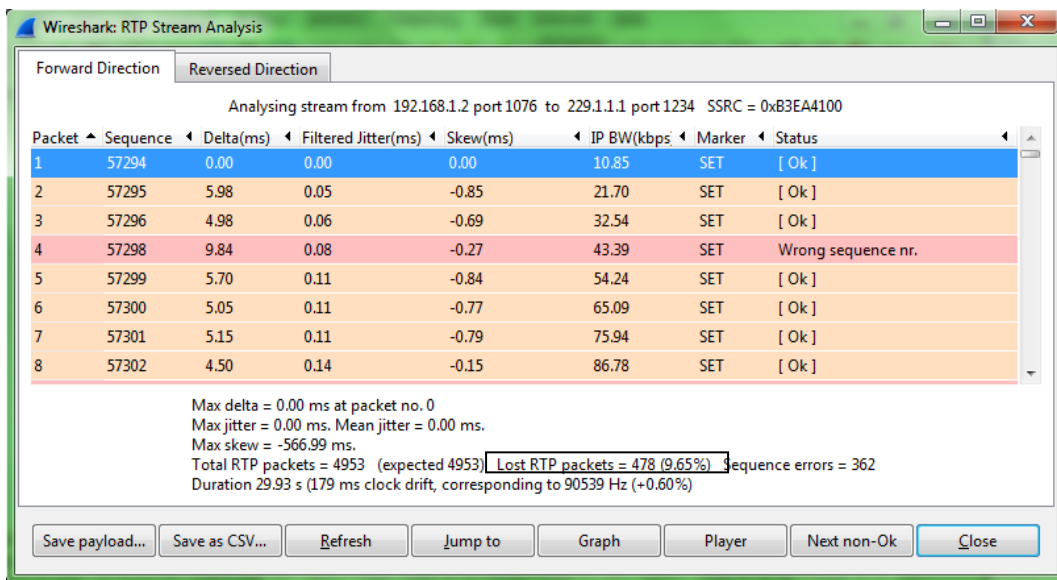 Wireshark: RTP Stream Analysis
Forward Direction Reversed Direction
Analysing stream from 192.168.1.2 port 1076 to 229.1.1.1 port 1234 SSRC = 0xB3EA4100
Packet Sequence Delta(ms) Filtered Jitter(ms) Skew(ms) IP BW(kbps) Marker Status
1 57294 0.00 0.00 0.00 10.85 SET [ Ok ]
2 57295 5.98 0.05 -0.85 21.70 SET [ Ok ]
3 57296 4.98 0.06 -0.69 32.54 SET [ Ok ]
4 57298 9.84 0.08 -0.27 43.39 SET Wrong sequence nr.
5 57299 5.70 0.11 -0.84 54.24 SET [ Ok ]
6 57300 5.05 0.11 -0.77 65.09 SET [ Ok ]
7 57301 5.15 0.11 -0.79 75.94 SET [ Ok ]
8 57302 4.50 0.14 -0.15 86.78 SET [ Ok ]
Max delta = 0.00 ms at packet no. 0
Max jitter = 0.00 ms. Mean jitter = 0.00 ms.
Max skew = -566.99 ms.
Total RTP packets = 4953 (expected 4953) Lost RTP packets = 478 (9.65%) Sequence errors = 362
Duration 29.93 s (179 ms clock drift, corresponding to 90539 Hz (+0.60%)
Save payload... Save as CSV... Refresh Jump to Graph Player Next non-Ok Close